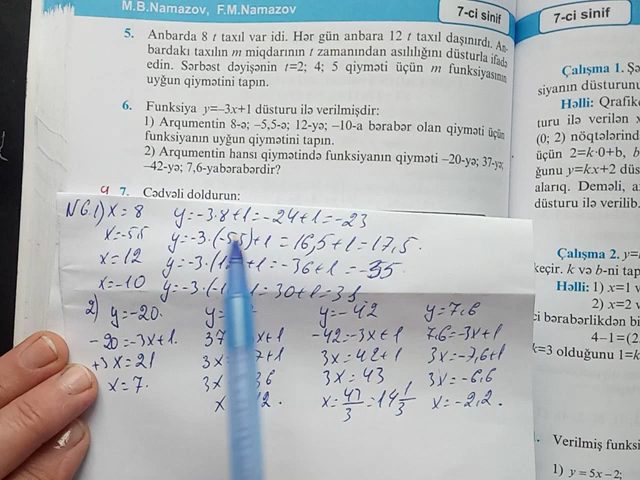 M.B.Namazov, F.M.Namazov
7-ci sinif
5. Anbarda 8 t taxıl var idi. Hər gün anbara 12 t taxıl daşınırdı. An-
bardakı taxılın m miqdarının t zamanından asılılığını düsturla ifadə
edin. Sərbəst dəyişənin t=2; 4; 5 qiyməti üçün m funksiyasının
uyğun qiymətini tapın.
6. Funksiya y=–3x+1 düsturu ilə verilmişdir:
1) Arqumentin 8-ə; –5,5-ə; 12-yə; –10-a bərabər olan qiyməti üçün
funksiyanın uyğun qiymətini tapın.
2) Arqumentin hansı qiymətində funksiyanın qiyməti –20-yə; 37-yə;
–42-yə; 7,6-yabərabərdir?
7. Cədvəli doldurun:
N6.1) x=8 y=-3·8+1=-24+1=-23
x=-5,5 y=-3·(-5,5)+1=16,5+1=17,5.
x=12 y=-3·(1 +1=-36+1=-35
x=-10 y=-3·(-1 =30+1=31
2) y=-20. y= y=-42 y=7,6
-20=-3x+1. 37 x+1 -42=-3x+1 7,6=-3x+1
+3x=21 3x 7+1 3x=42+1 3x=-7,6+1
x=7. 3x 36 3x=43 3x=-6,6
x 12. x=43/3=14 1/3 x=-2,2.
7-ci sinif
Çalışma 1.
siyanın düsturunu
Həlli: Qrafik
turu ilə verilən
(0; 2) nöqtələrind
üçün 2=k·0+b, b
ğunu y=kx+2 düs
alarıq. Deməli, a
düsturu ilə verilib.
Çalışma 2. y=
keçir. k və b-ni tap
Həlli: 1) x=1
2) x=2
bərabərlikdən bi
4–1=(2
k=3 olduğunu 1=k
Verilmiş funksi
1) y = 5x – 2;